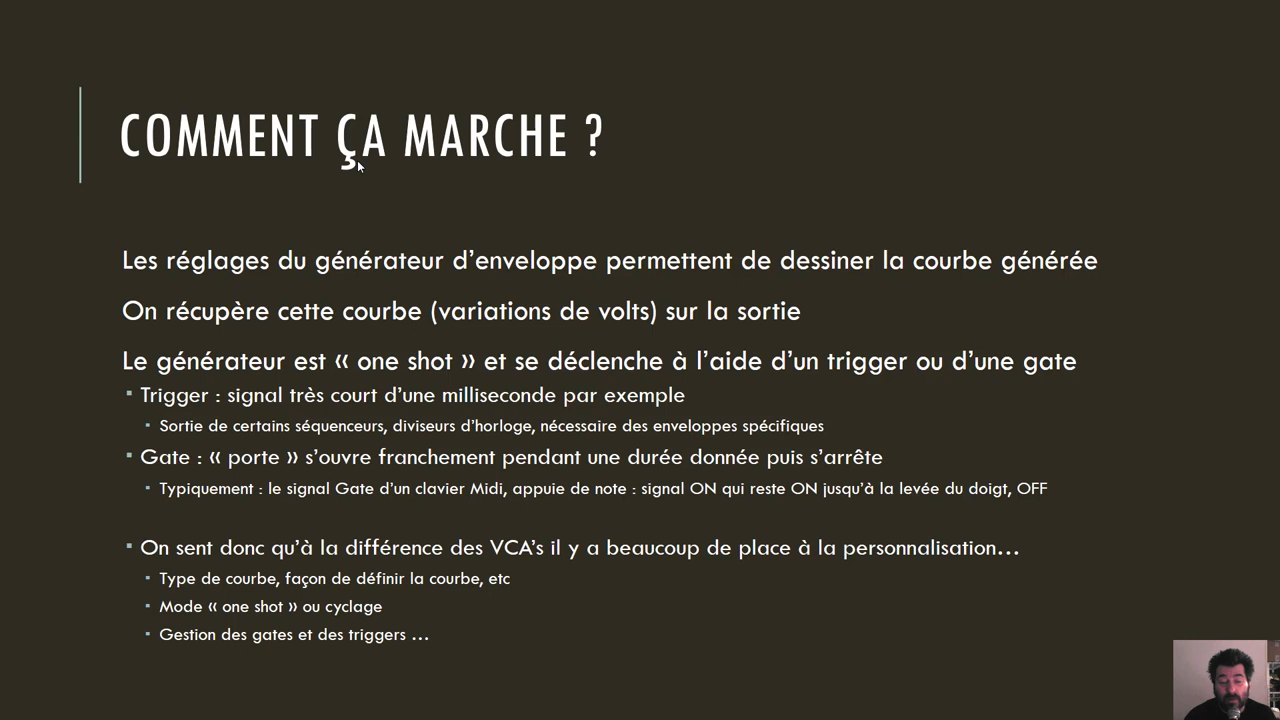 COMMENT ÇA MARCHE ?
Les réglages du générateur d’enveloppe permettent de dessiner la courbe générée
On récupère cette courbe (variations de volts) sur la sortie
Le générateur est « one shot » et se déclenche à l’aide d’un trigger ou d’une gate
▪ Trigger : signal très court d’une milliseconde par exemple
▪ Sortie de certains séquenceurs, diviseurs d’horloge, nécessaire des enveloppes spécifiques
▪ Gate : « porte » s’ouvre franchement pendant une durée donnée puis s’arrête
▪ Typiquement : le signal Gate d’un clavier Midi, appuie de note : signal ON qui reste ON jusqu’à la levée du doigt, OFF
▪ On sent donc qu’à la différence des VCA’s il y a beaucoup de place à la personnalisation…
▪ Type de courbe, façon de définir la courbe, etc
▪ Mode « one shot » ou cyclage
▪ Gestion des gates et des triggers …